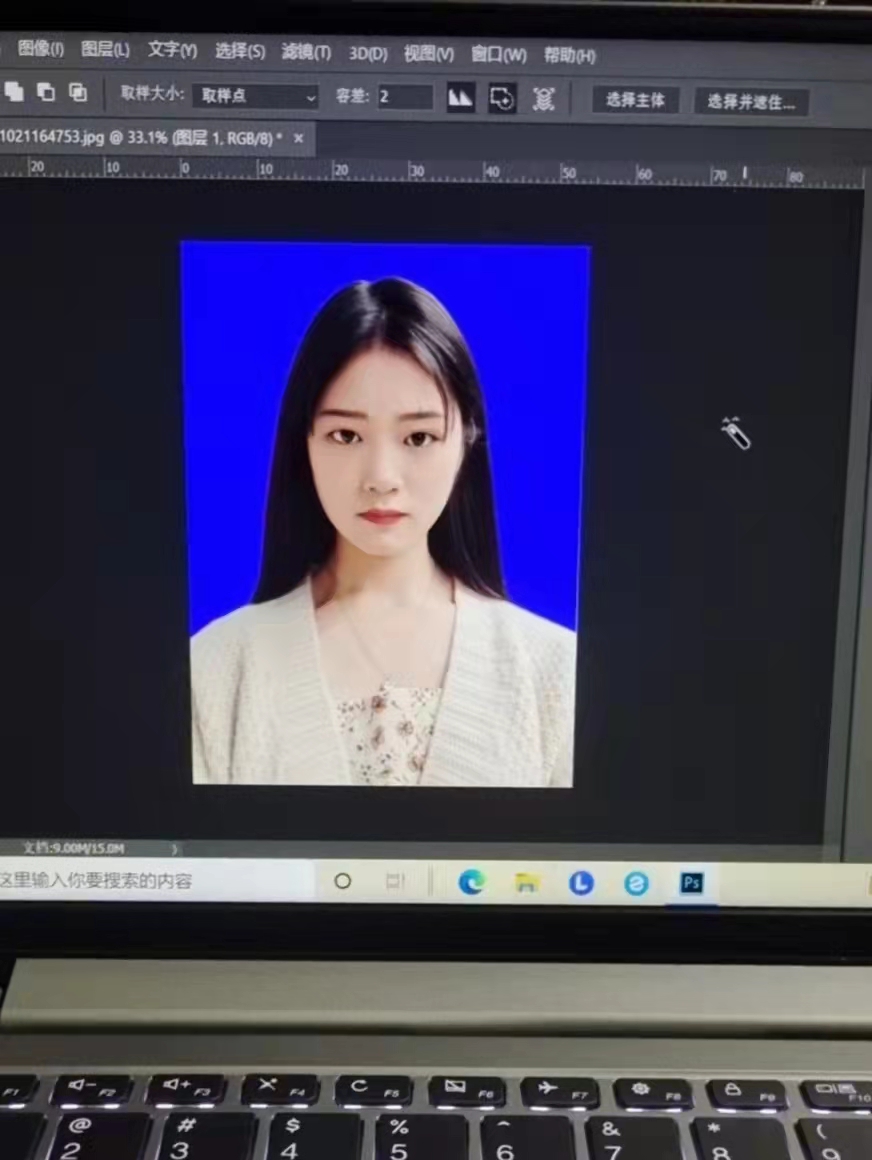 图像(I) 图层(L) 文字(Y) 选择(S) 滤镜(T) 3D(D) 视图(V) 窗口(W) 帮助(H)
取样大小: 取样点 容差: 2 选择主体 选择并遮住...
1021164753.jpg @ 33.1% (图层 1, RGB/8) * ×
20 10 0 10 20 30 40 50 60 70 80
文档:9.00M/15.0M
这里输入你要搜索的内容 Ps
F1 F2 F3 F4 F5 F6 F7 F8 F9 F10
@ # $ % ^ & * (
2 3 4 5 6 7 8 9